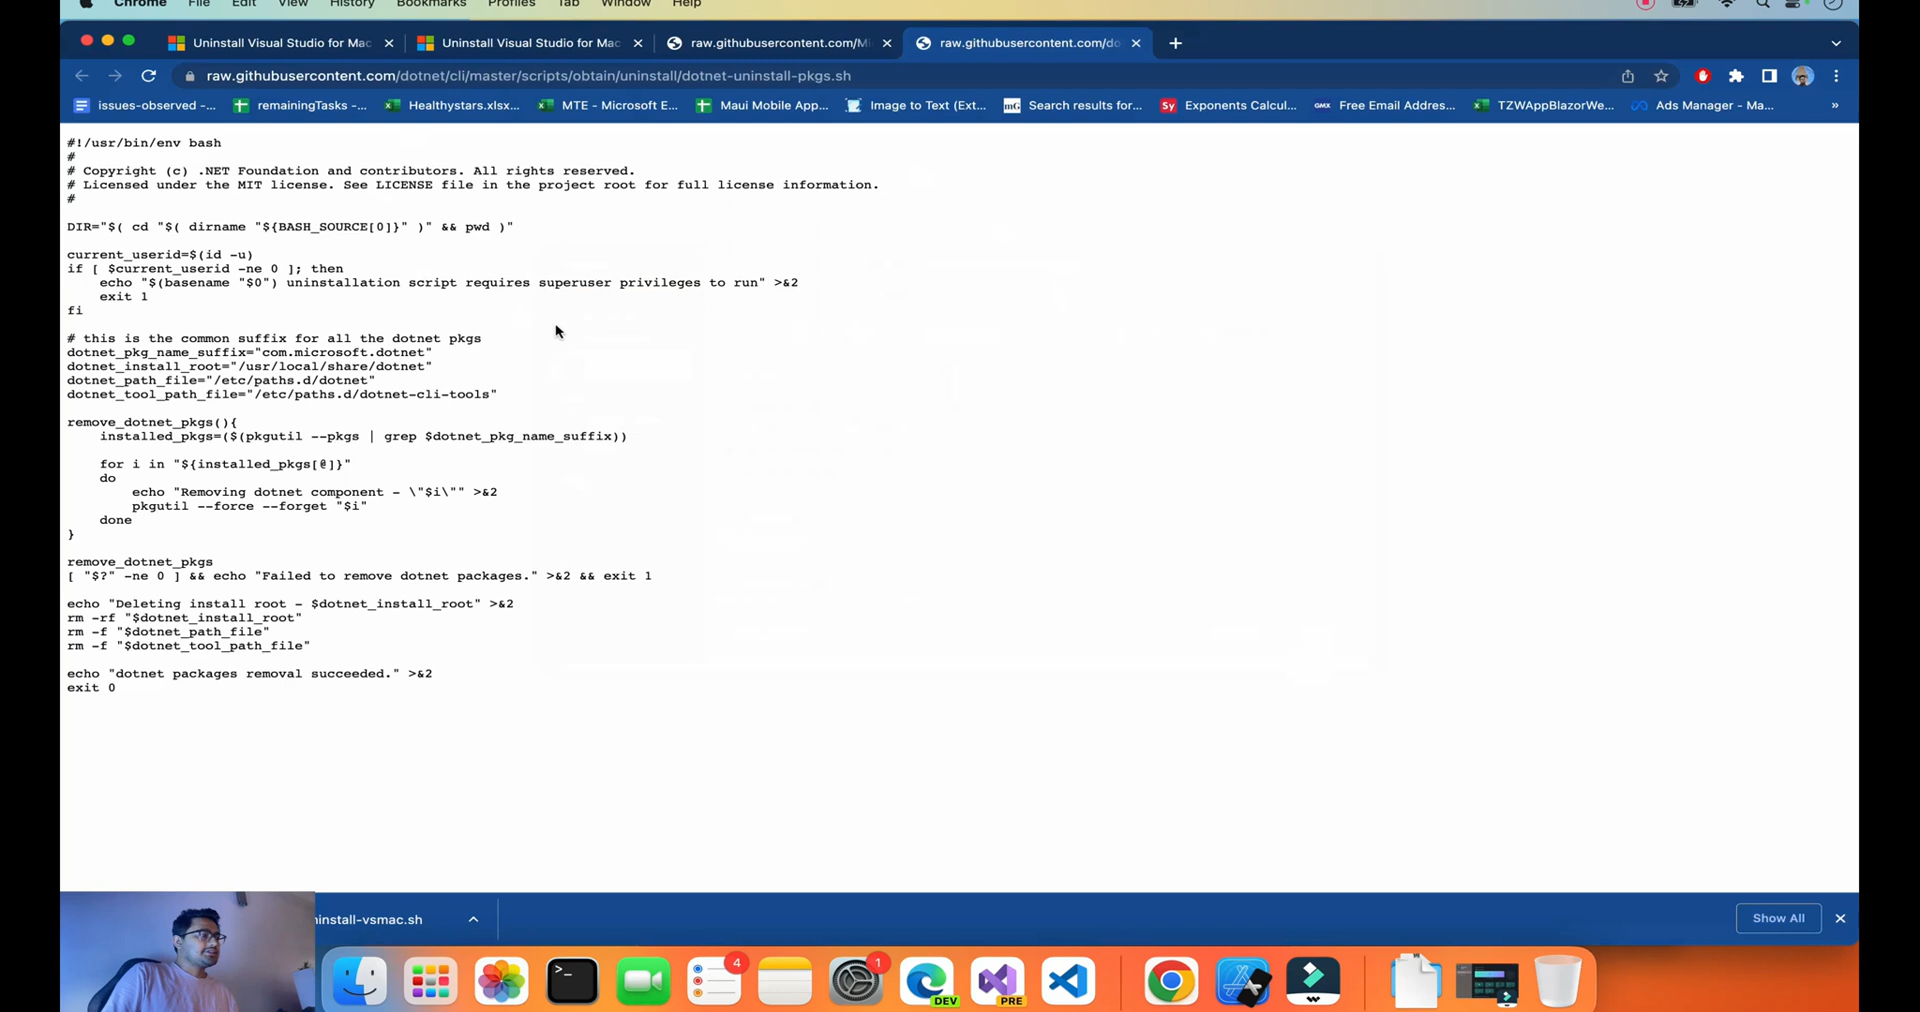 Chrome File Edit View History Bookmarks Profiles Tab Window Help
Uninstall Visual Studio for Mac
Uninstall Visual Studio for Mac
raw.githubusercontent.com/Mi
raw.githubusercontent.com/do
raw.githubusercontent.com/dotnet/cli/master/scripts/obtain/uninstall/dotnet-uninstall-pkgs.sh
issues-observed -... remainingTasks -... Healthystars.xlsx... MTE - Microsoft E... Maui Mobile App... Image to Text (Ext... mG Search results for... Sy Exponents Calcul... GMX Free Email Addres... TZWAppBlazorWe... Ads Manager - Ma... »
#!/usr/bin/env bash
#
# Copyright (c) .NET Foundation and contributors. All rights reserved.
# Licensed under the MIT license. See LICENSE file in the project root for full license information.
#
DIR="$( cd "$( dirname "${BASH_SOURCE[0]}" )" && pwd )"
current_userid=$(id -u)
if [ $current_userid -ne 0 ]; then
    echo "$(basename "$0") uninstallation script requires superuser privileges to run" >&2
    exit 1
fi
# this is the common suffix for all the dotnet pkgs
dotnet_pkg_name_suffix="com.microsoft.dotnet"
dotnet_install_root="/usr/local/share/dotnet"
dotnet_path_file="/etc/paths.d/dotnet"
dotnet_tool_path_file="/etc/paths.d/dotnet-cli-tools"
remove_dotnet_pkgs(){
    installed_pkgs=($(pkgutil --pkgs | grep $dotnet_pkg_name_suffix))
    for i in "${installed_pkgs[@]}"
    do
        echo "Removing dotnet component - \"$i\"" >&2
        pkgutil --force --forget "$i"
    done
}
remove_dotnet_pkgs
[ "$?" -ne 0 ] && echo "Failed to remove dotnet packages." >&2 && exit 1
echo "Deleting install root - $dotnet_install_root" >&2
rm -rf "$dotnet_install_root"
rm -f "$dotnet_path_file"
rm -f "$dotnet_tool_path_file"
echo "dotnet packages removal succeeded." >&2
exit 0
ninstall-vsmac.sh
Show All
>_
4
1
DEV
PRE